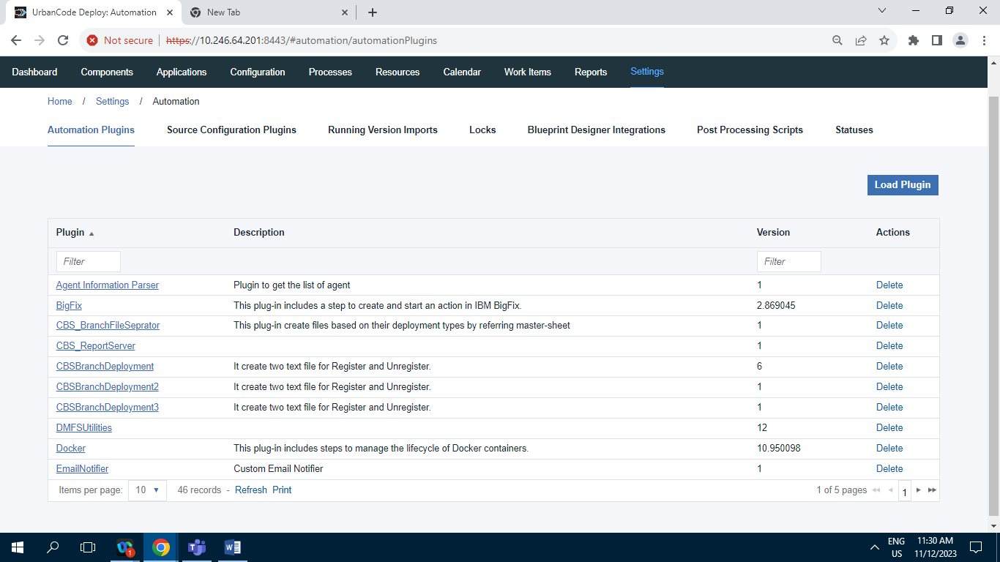 UrbanCode Deploy: Automation
New Tab
Not secure
https://10.246.64.201:8443/#automation/automationPlugins
Dashboard Components Applications Configuration Processes Resources Calendar Work Items Reports Settings
Home / Settings / Automation
Automation Plugins Source Configuration Plugins Running Version Imports Locks Blueprint Designer Integrations Post Processing Scripts Statuses
Load Plugin
Plugin Description Version Actions
Filter Filter
Agent Information Parser Plugin to get the list of agent 1 Delete
BigFix This plug-in includes a step to create and start an action in IBM BigFix. 2.869045 Delete
CBS_BranchFileSeprator This plug-in create files based on their deployment types by referring master-sheet 1 Delete
CBS_ReportServer 1 Delete
CBSBranchDeployment It create two text file for Register and Unregister. 6 Delete
CBSBranchDeployment2 It create two text file for Register and Unregister. 1 Delete
CBSBranchDeployment3 It create two text file for Register and Unregister. 1 Delete
DMFSUtilities 12 Delete
Docker This plug-in includes steps to manage the lifecycle of Docker containers. 10.950098 Delete
EmailNotifier Custom Email Notifier 1 Delete
Items per page: 10 46 records - Refresh Print 1 of 5 pages 1
1
ENG
US
11:30 AM
11/12/2023